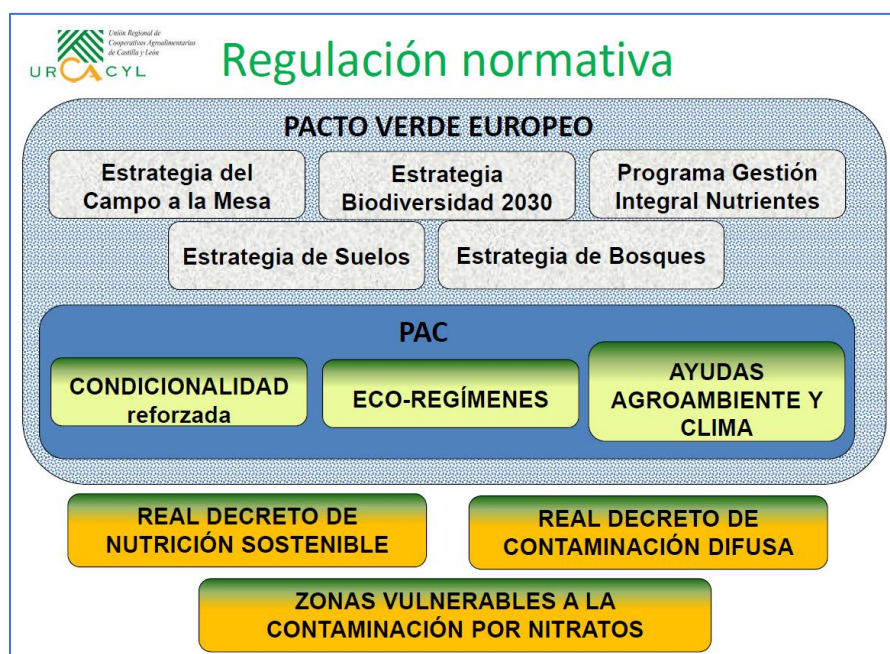 Unión Regional de
Cooperativas Agroalimentarias
de Castilla y León
URCACYL
Regulación normativa
PACTO VERDE EUROPEO
Estrategia del
Campo a la Mesa
Estrategia
Biodiversidad 2030
Programa Gestión
Integral Nutrientes
Estrategia de Suelos
Estrategia de Bosques
PAC
CONDICIONALIDAD
reforzada
ECO-REGÍMENES
AYUDAS
AGROAMBIENTE Y
CLIMA
REAL DECRETO DE
NUTRICIÓN SOSTENIBLE
REAL DECRETO DE
CONTAMINACIÓN DIFUSA
ZONAS VULNERABLES A LA
CONTAMINACIÓN POR NITRATOS